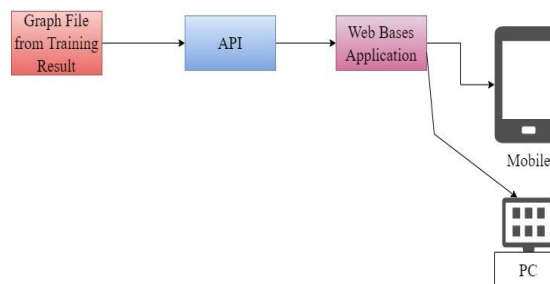 Graph File
from Training
Result
API
Web Bases
Application
Mobile
PC